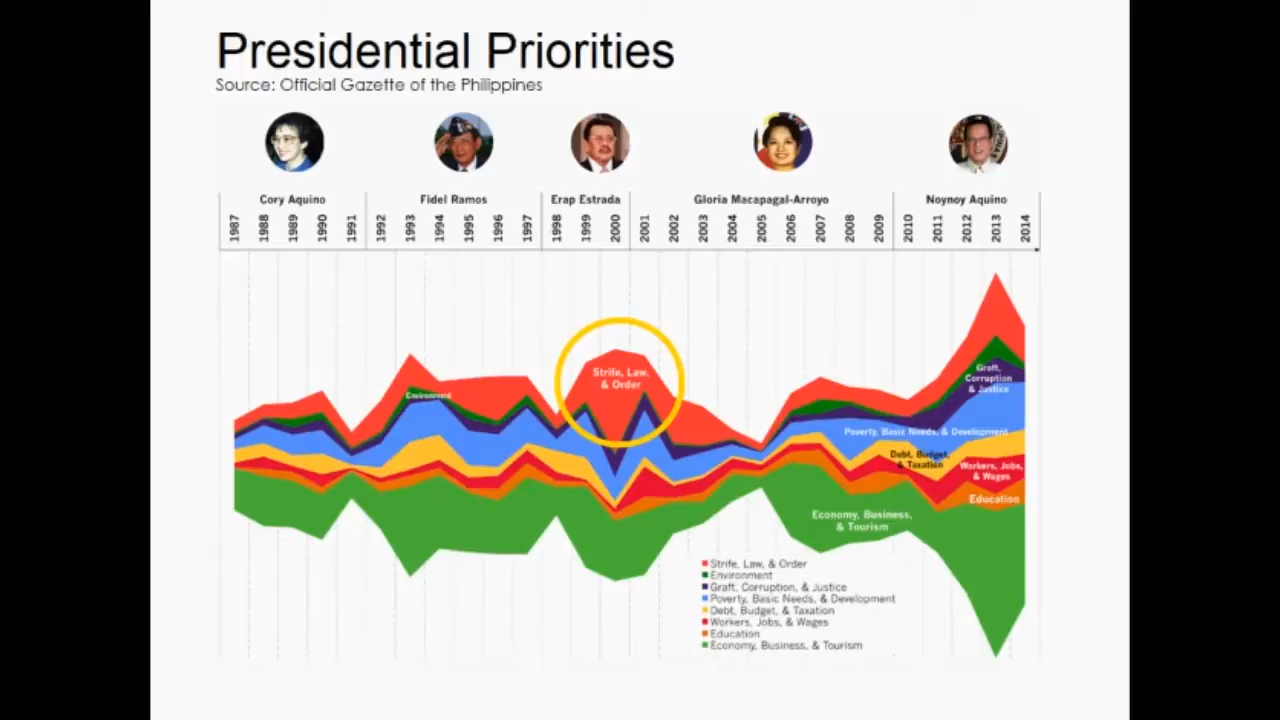 Presidential Priorities
Source: Official Gazette of the Philippines
Cory Aquino
Fidel Ramos
Erap Estrada
Gloria Macapagal-Arroyo
Noynoy Aquino
1987
1988
1989
1990
1991
1992
1993
1994
1995
1996
1997
1998
1999
2000
2001
2002
2003
2004
2005
2006
2007
2008
2009
2010
2011
2012
2013
2014
Strife, Law,
& Order
Environment
Graft,
Corruption
& Justice
Poverty, Basic Needs, & Development
Debt, Budget,
& Taxation
Workers, Jobs,
& Wages
Education
Economy, Business,
& Tourism
Strife, Law, & Order
Environment
Graft, Corruption, & Justice
Poverty, Basic Needs, & Development
Debt, Budget, & Taxation
Workers, Jobs, & Wages
Education
Economy, Business, & Tourism